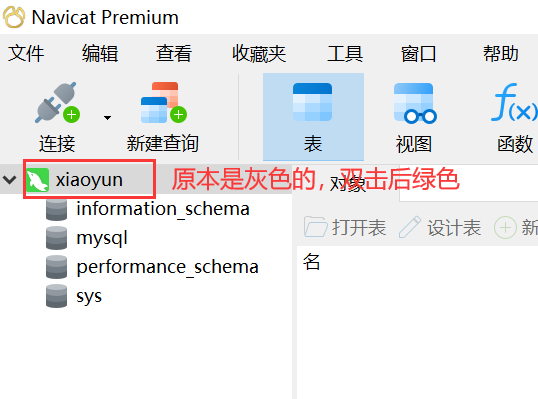 Navicat Premium
文件 编辑 查看 收藏夹 工具 窗口 帮助
连接 新建查询 表 视图 函数
xiaoyun 原本是灰色的，双击后绿色
对象
information_schema
打开表 设计表 新
mysql
名
performance_schema
sys